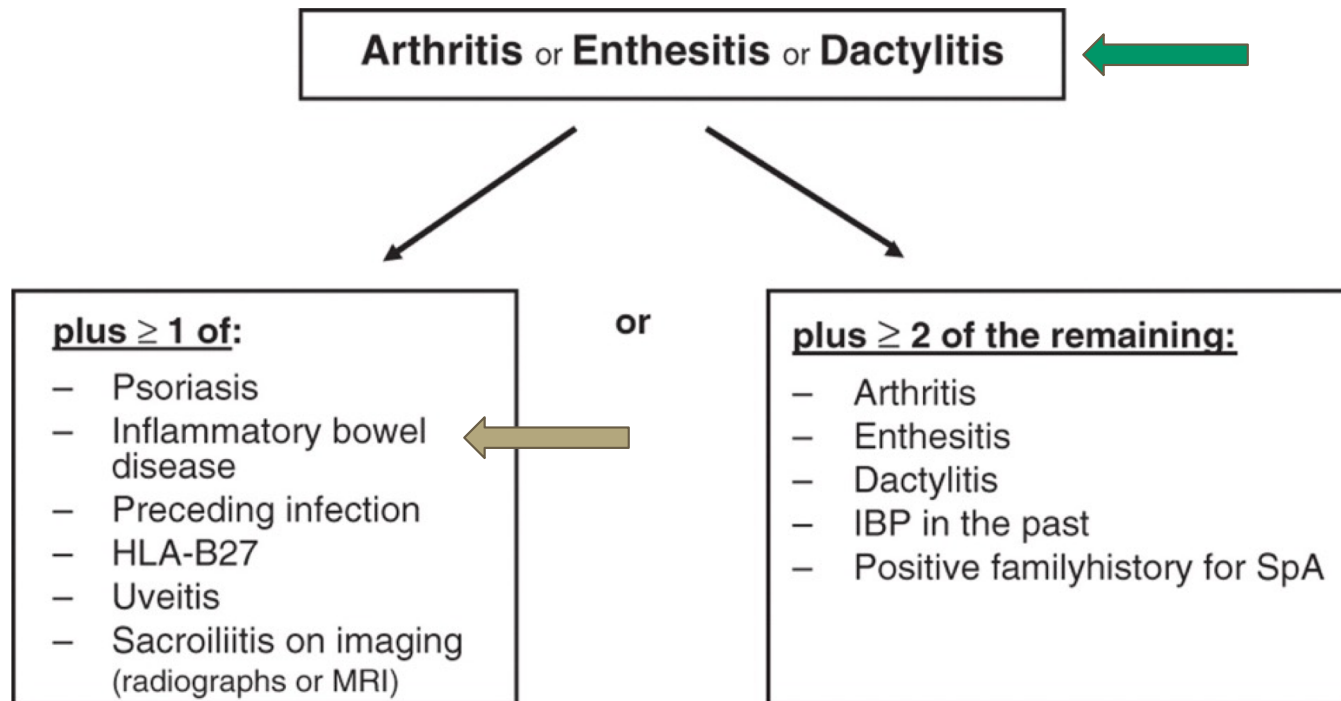 Arthritis or Enthesitis or Dactylitis
plus ≥ 1 of:
– Psoriasis
– Inflammatory bowel
disease
– Preceding infection
– HLA-B27
– Uveitis
– Sacroiliitis on imaging
(radiographs or MRI)
or
plus ≥ 2 of the remaining:
– Arthritis
– Enthesitis
– Dactylitis
– IBP in the past
– Positive familyhistory for SpA